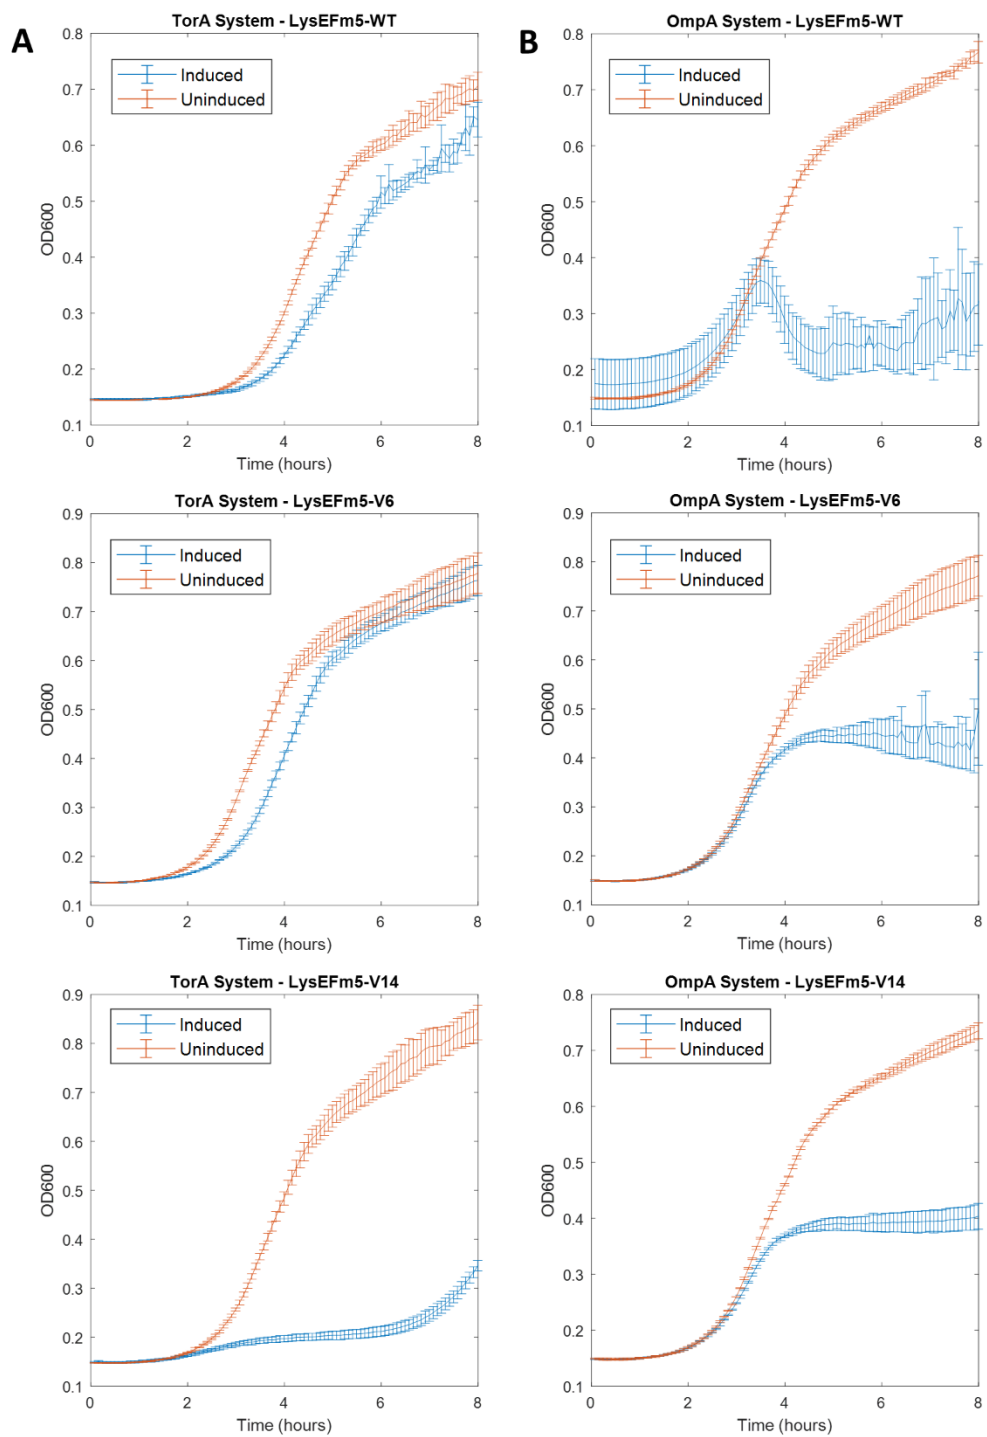 A
TorA System - LysEFm5-WT
Induced
Uninduced
0.8
0.7
0.6
0.5
0.4
0.3
0.2
0.1
OD600
0 2 4 6 8
Time (hours)
B
OmpA System - LysEFm5-WT
Induced
Uninduced
0.8
0.7
0.6
0.5
0.4
0.3
0.2
0.1
OD600
0 2 4 6 8
Time (hours)
TorA System - LysEFm5-V6
Induced
Uninduced
0.9
0.8
0.7
0.6
0.5
0.4
0.3
0.2
0.1
OD600
0 2 4 6 8
Time (hours)
OmpA System - LysEFm5-V6
Induced
Uninduced
0.9
0.8
0.7
0.6
0.5
0.4
0.3
0.2
0.1
OD600
0 2 4 6 8
Time (hours)
TorA System - LysEFm5-V14
Induced
Uninduced
0.9
0.8
0.7
0.6
0.5
0.4
0.3
0.2
0.1
OD600
0 2 4 6 8
Time (hours)
OmpA System - LysEFm5-V14
Induced
Uninduced
0.8
0.7
0.6
0.5
0.4
0.3
0.2
0.1
OD600
0 2 4 6 8
Time (hours)